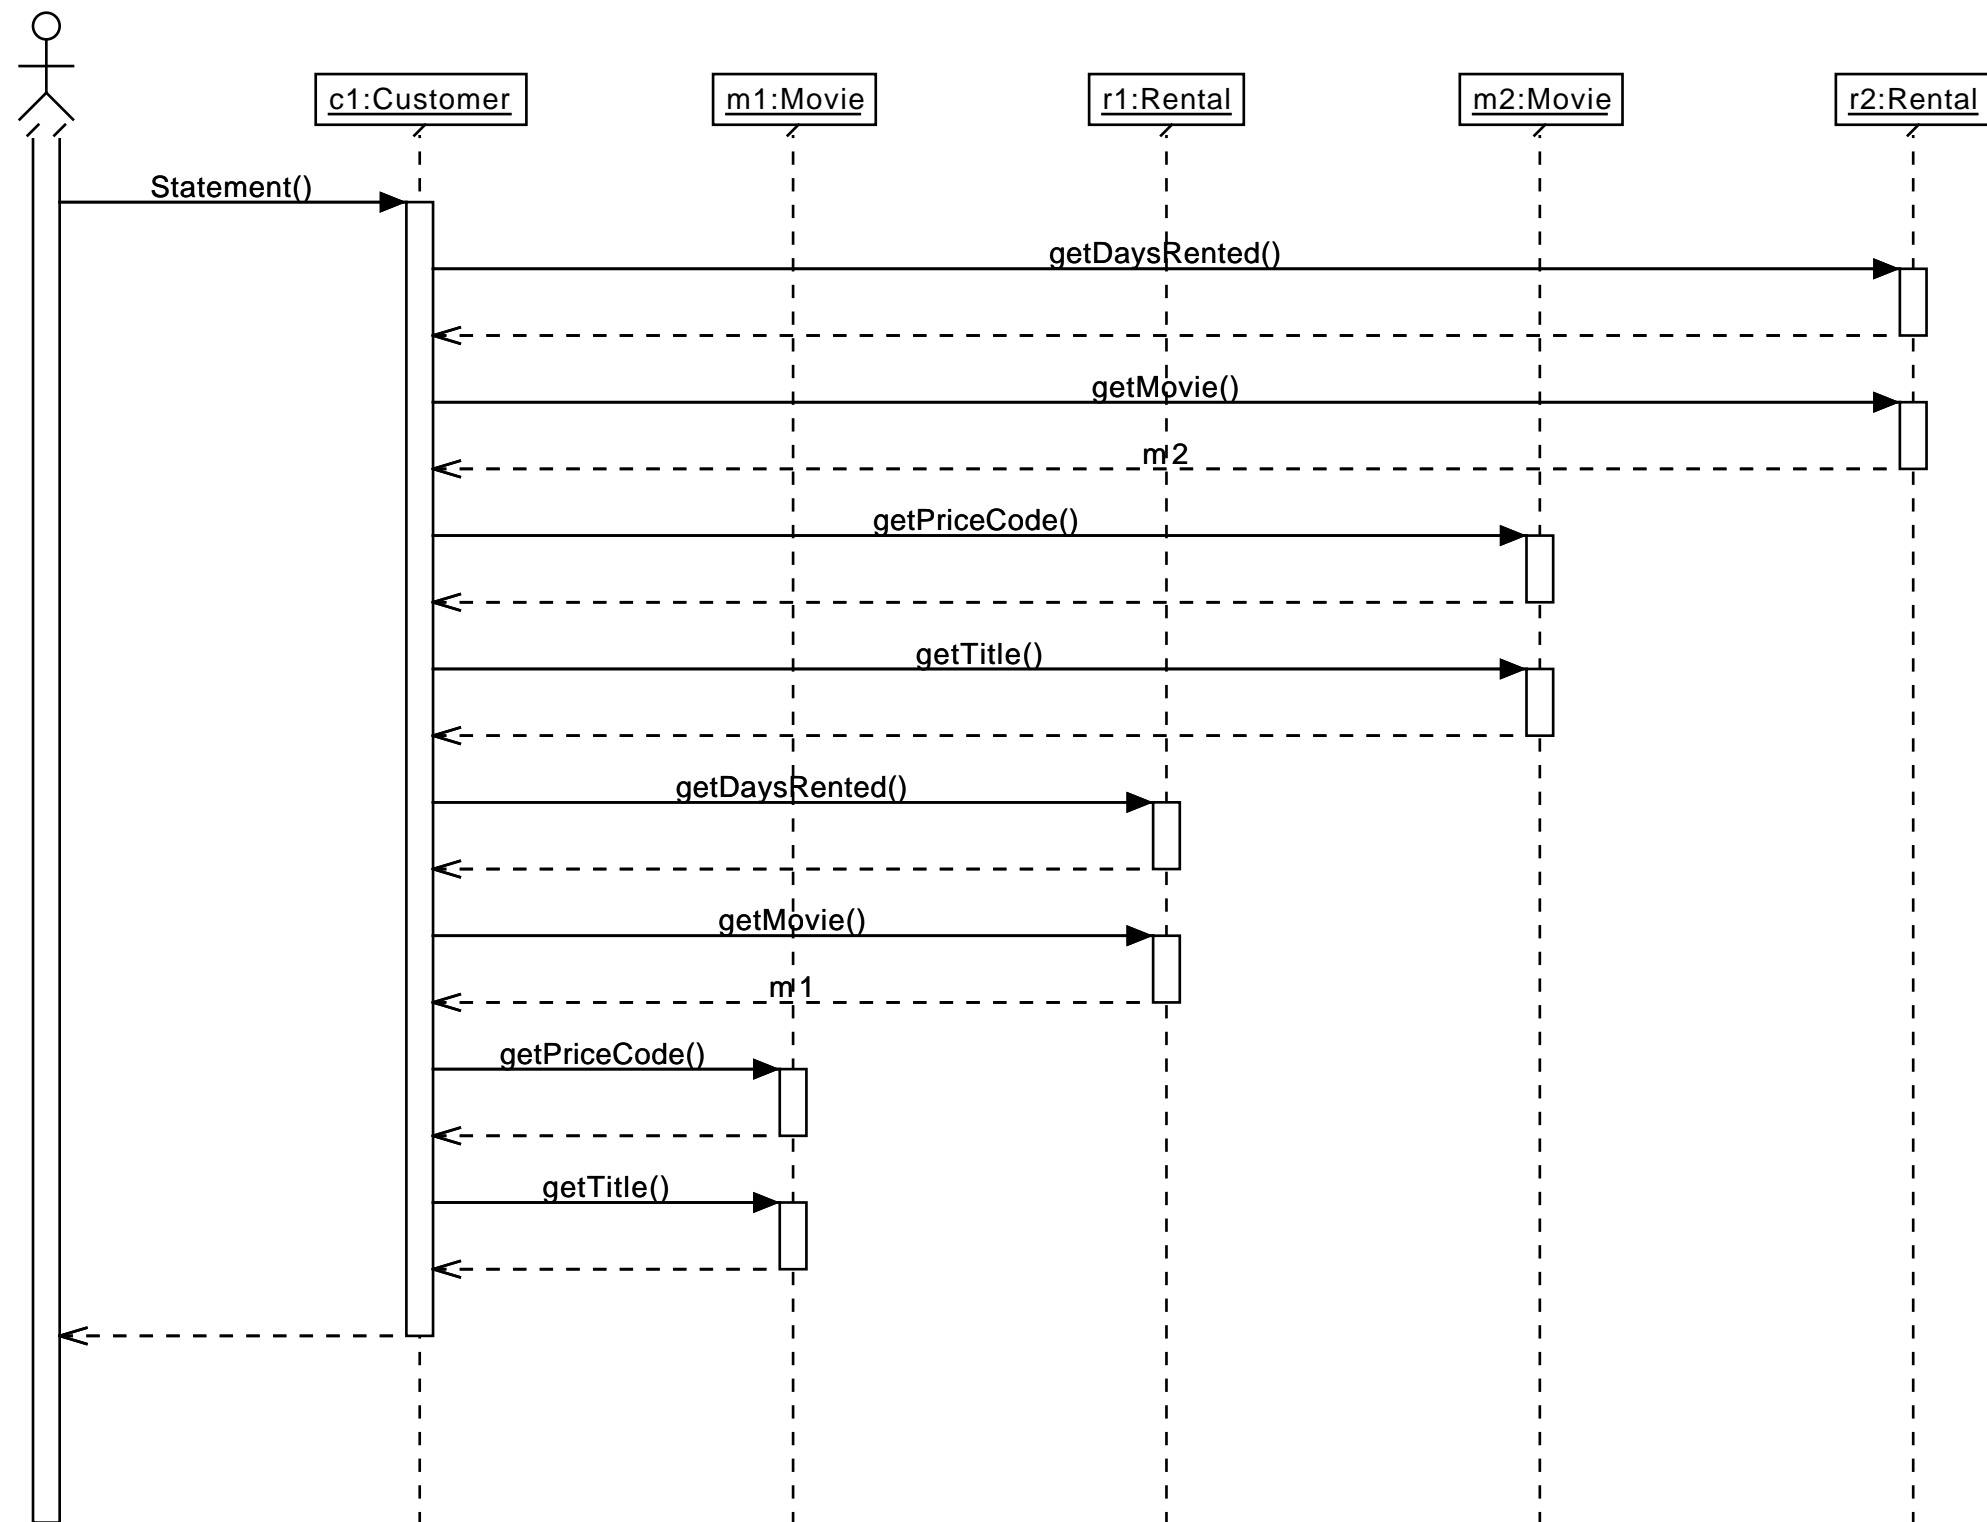 c1:Customer
m1:Movie
r1:Rental
m2:Movie
r2:Rental
Statement()
getDaysRented()
getMovie()
m2
getPriceCode()
getTitle()
getDaysRented()
getMovie()
m1
getPriceCode()
getTitle()